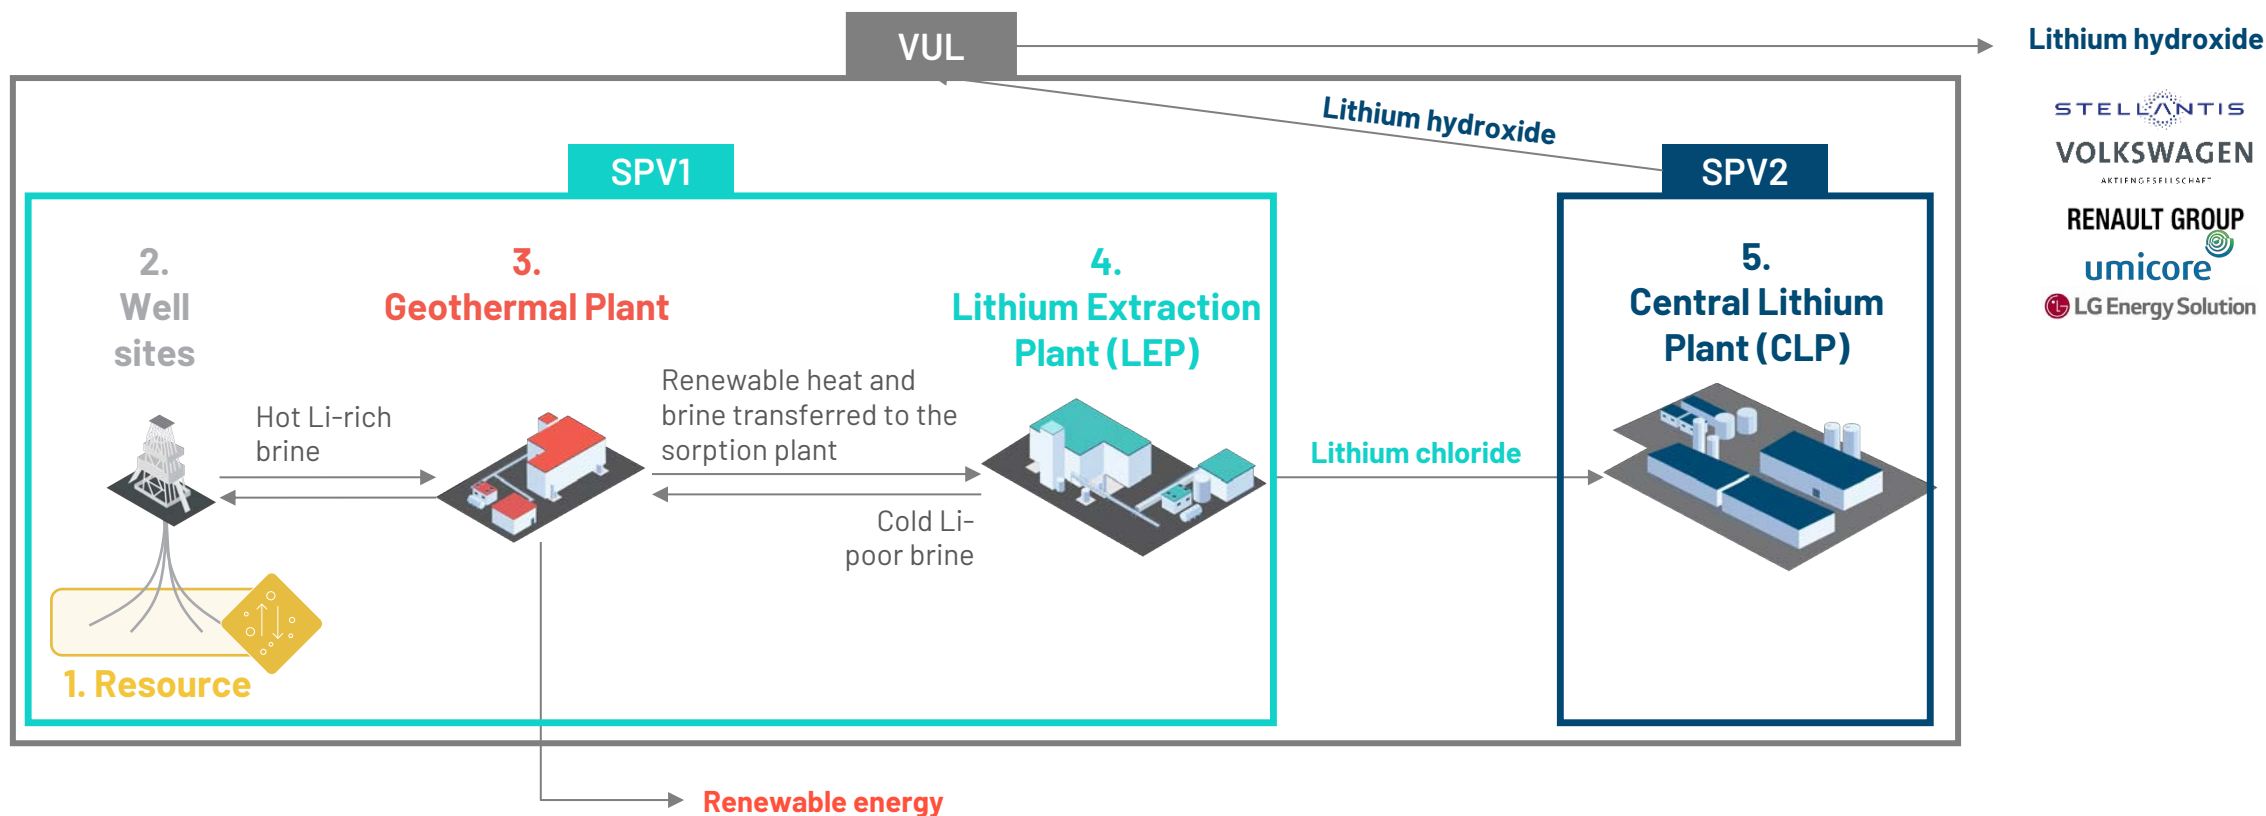 VUL
Lithium hydroxide
Lithium hydroxide
STELLANTIS
VOLKSWAGEN
AKTIENGESELLSCHAFT
RENAULT GROUP
umicore
LG Energy Solution
SPV1
SPV2
2.
Well
sites
3.
Geothermal Plant
4.
Lithium Extraction
Plant (LEP)
5.
Central Lithium
Plant (CLP)
Hot Li-rich
brine
Renewable heat and
brine transferred to the
sorption plant
Cold Li-
poor brine
Lithium chloride
1. Resource
Renewable energy